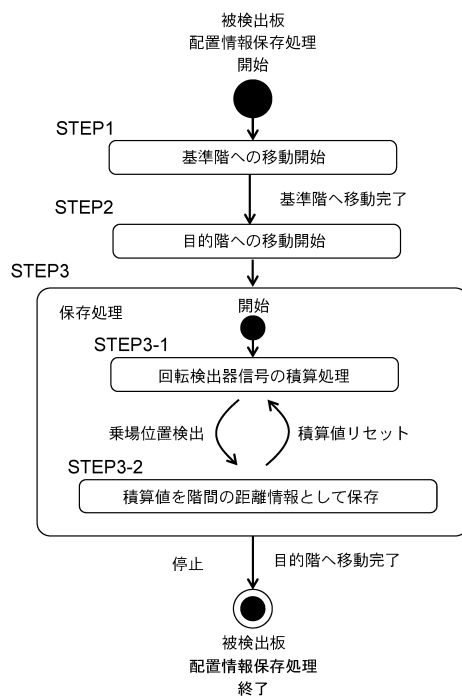 被検出板
配置情報保存処理
開始
STEP1
基準階への移動開始
基準階へ移動完了
STEP2
目的階への移動開始
STEP3
保存処理
開始
STEP3-1
回転検出器信号の積算処理
乗場位置検出
積算値リセット
STEP3-2
積算値を階間の距離情報として保存
停止
目的階へ移動完了
被検出板
配置情報保存処理
終了